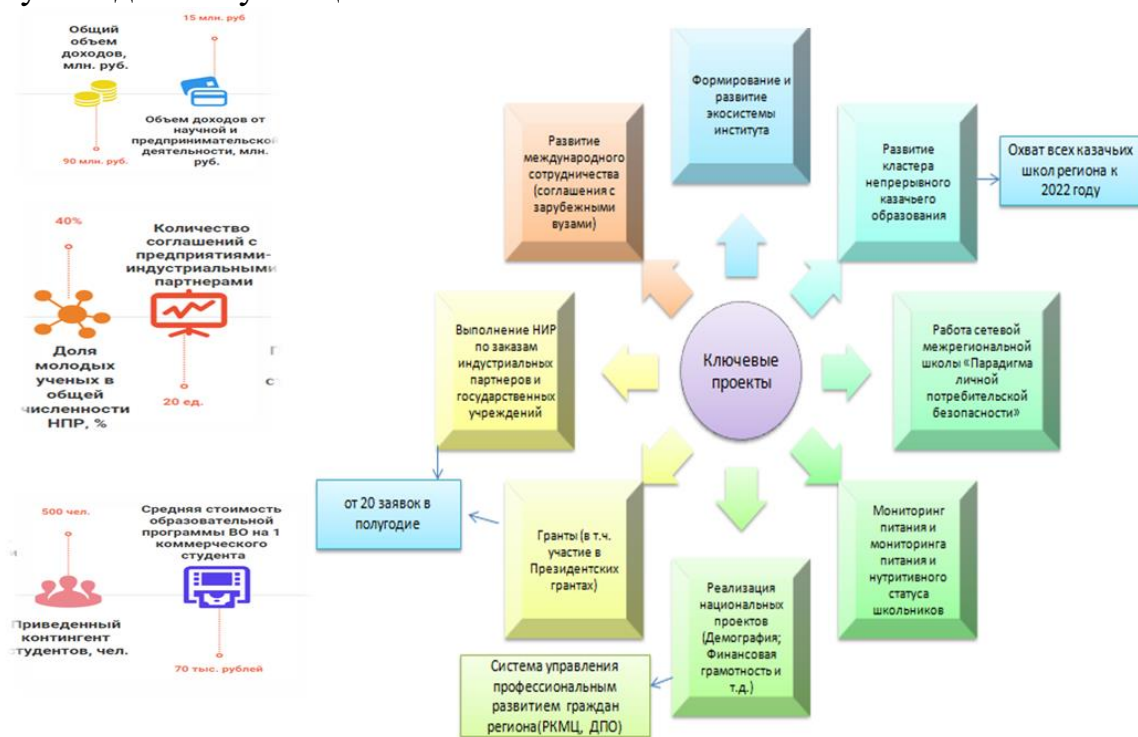 15 млн. руб
Общий
объем
доходов,
млн. руб.
Объем доходов от
научной и
предпринимательской
деятельности, млн.
руб.
90 млн. руб.
40%
Количество
соглашений с
предприятиями-
индустриальными
партнерами
Доля
молодых
ученых в
общей
численности
НПР, %
20 ед.
500 чел.
Средняя стоимость
образовательной
программы ВО на 1
коммерческого
студента
Приведенный
контингент
студентов, чел.
70 тыс. рублей
Формирование и
развитие
экосистемы
института
Развитие
международного
сотрудничества
(соглашения с
зарубежными
вузами)
Развитие
кластера
непрерывного
казачьего
образования
Охват всех казачьих
школ региона к
2022 году
Выполнение НИР
по заказам
индустриальных
партнеров и
государственных
учреждений
Ключевые
проекты
Работа сетевой
межрегиональной
школы «Парадигма
личной
потребительской
безопасности»
от 20 заявок в
полугодие
Гранты (в т.ч.
участие в
Президентских
грантах)
Мониторинг
питания и
мониторинга
питания и
нутритивного
статуса
школьников
Реализация
национальных
проектов
(Демография;
Финансовая
грамотность и
т.д.)
Система управления
профессиональным
развитием граждан
региона(РКМЦ, ДПО)